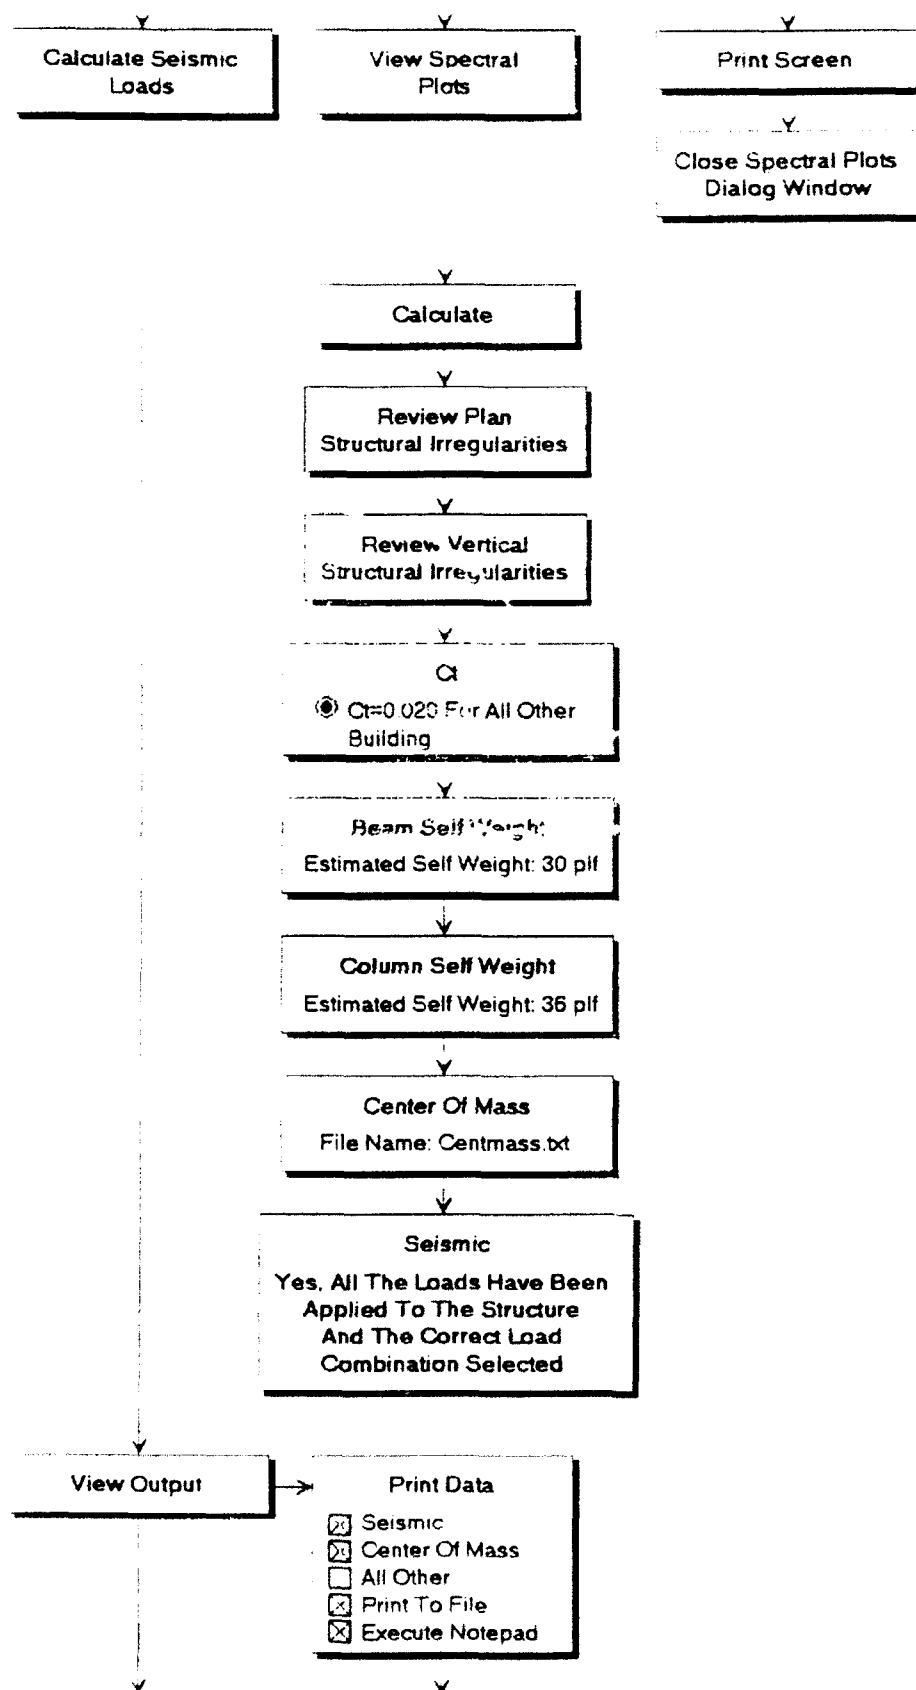 Calculate Seismic
Loads
View Spectral
Plots
Print Screen
Close Spectral Plots
Dialog Window
Calculate
Review Plan
Structural Irregularities
Review Vertical
Structural Irregularities
Ct
Ct=0.020 For All Other
Building
Beam Self Weight
Estimated Self Weight: 30 plf
Column Self Weight
Estimated Self Weight: 36 plf
Center Of Mass
File Name: Centmass.txt
Seismic
Yes, All The Loads Have Been
Applied To The Structure
And The Correct Load
Combination Selected
View Output
Print Data
Seismic
Center Of Mass
All Other
Print To File
Execute Notepad